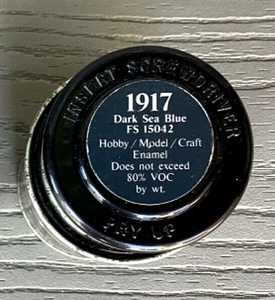 INSERT SCREWDRIVER
1917
Dark Sea Blue
FS 15042
Hobby / Model / Craft
Enamel
Does not exceed
80% VOC
by wt.
PRY UP